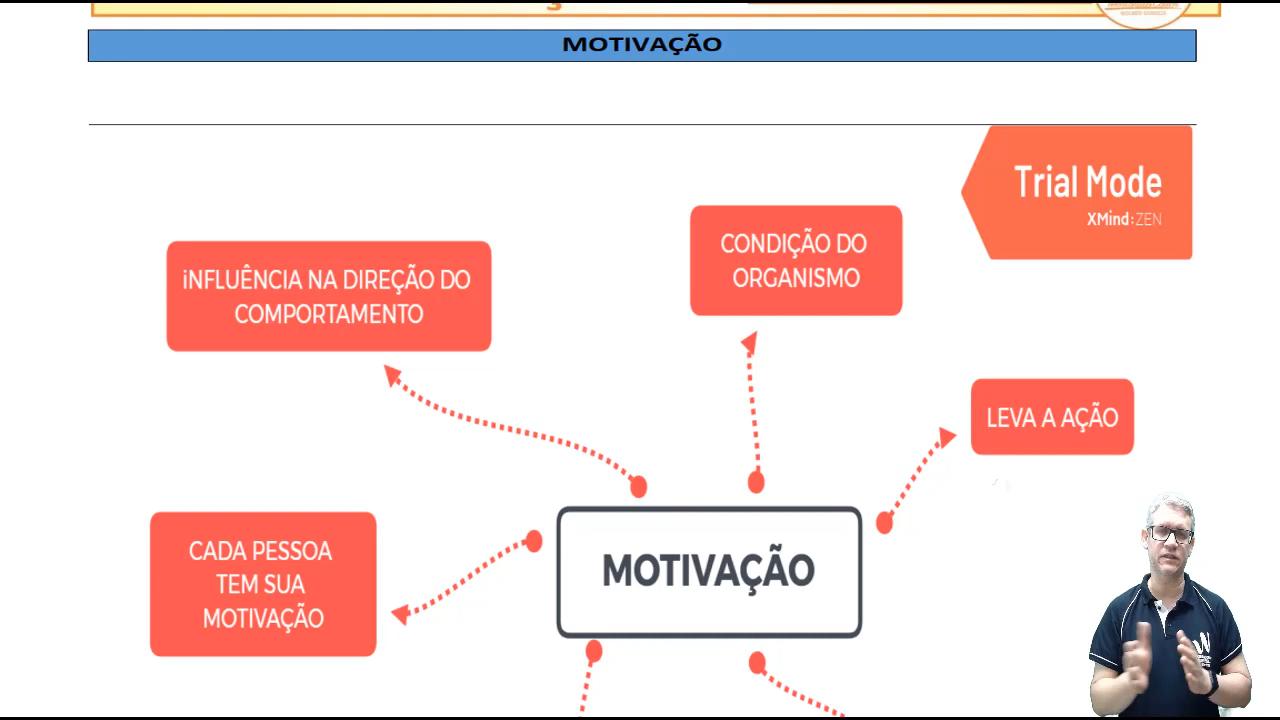 MOTIVAÇÃO
Trial Mode
XMind:ZEN
CONDIÇÃO DO
ORGANISMO
iNFLUÊNCIA NA DIREÇÃO DO
COMPORTAMENTO
LEVA A AÇÃO
CADA PESSOA
TEM SUA
MOTIVAÇÃO
MOTIVAÇÃO